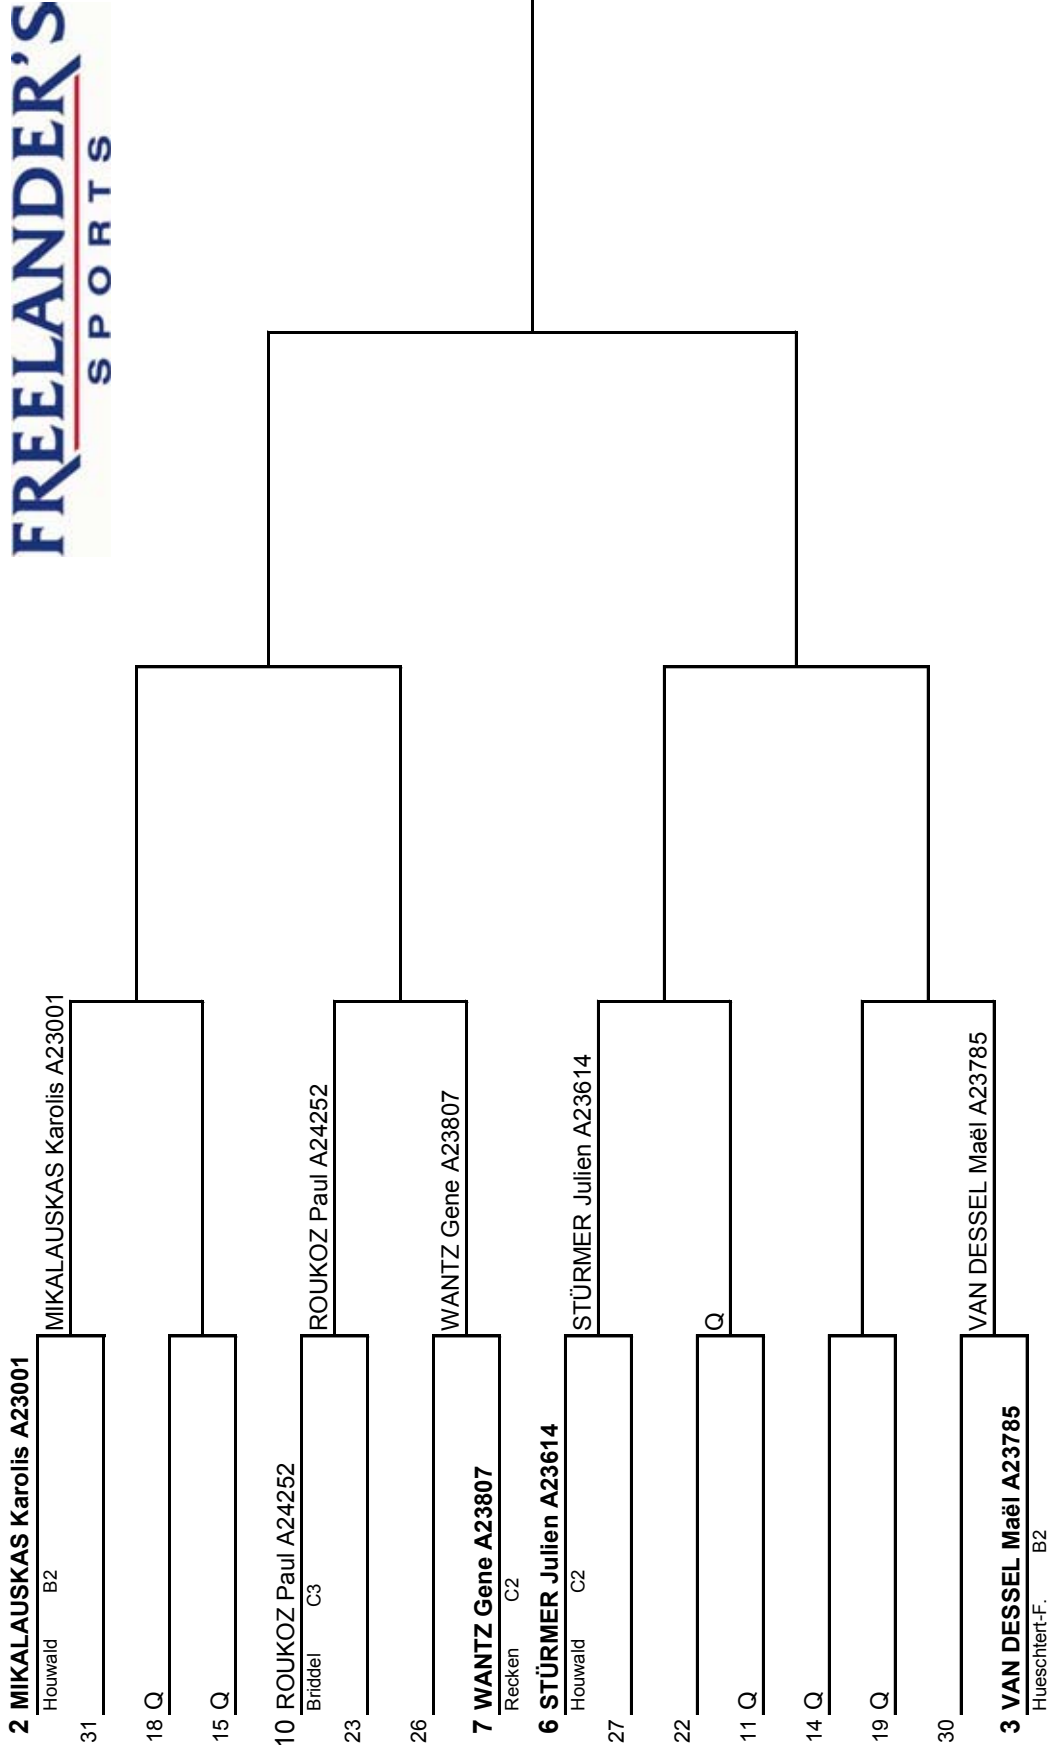 FREELANDER'S
SPORTS
2 MIKALAUSKAS Karolis A23001
Houwald B2
MIKALAUSKAS Karolis A23001
31
18 Q
15 Q
10 ROUKOZ Paul A24252
Briddel C3
ROUKOZ Paul A24252
23
26
WANTZ Gene A23807
7 WANTZ Gene A23807
Recken C2
6 STÜRMER Julien A23614
Houwald C2
STÜRMER Julien A23614
27
22
Q
11 Q
14 Q
19 Q
30
VAN DESSEL Maël A23785
3 VAN DESSEL Maël A23785
Hueschtert-F. B2